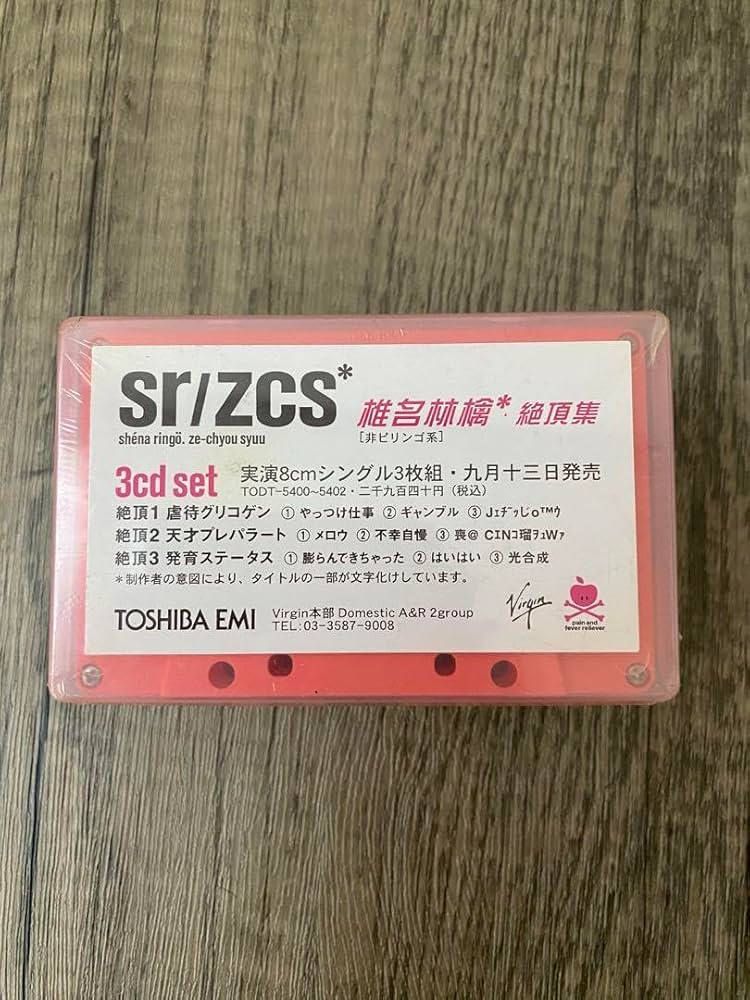 sr/zcs*
shéna ringö. ze-chyou syuu
椎名林檎*・絶頂集
[非ピリンゴ系]
3cd set 実演8cmシングル3枚組・九月十三日発売
TODT-5400~5402・二千九百四十円(税込)
絶頂1 虐待グリコゲン ①やっつけ仕事 ②ギャンブル ③Jｪﾁﾞｯじo™ｳ
絶頂2 天才プレパラート ①メロウ ②不幸自慢 ③喪@ CINｺ瑠ｦｭWｧ
絶頂3 発育ステータス ①膨らんできちゃった ②はいはい ③光合成
*制作者の意図により、タイトルの一部が文字化けしています。
TOSHIBA EMI
Virgin本部 Domestic A&R 2group
TEL:03-3587-9008
Virgin
pain and
fever reliever